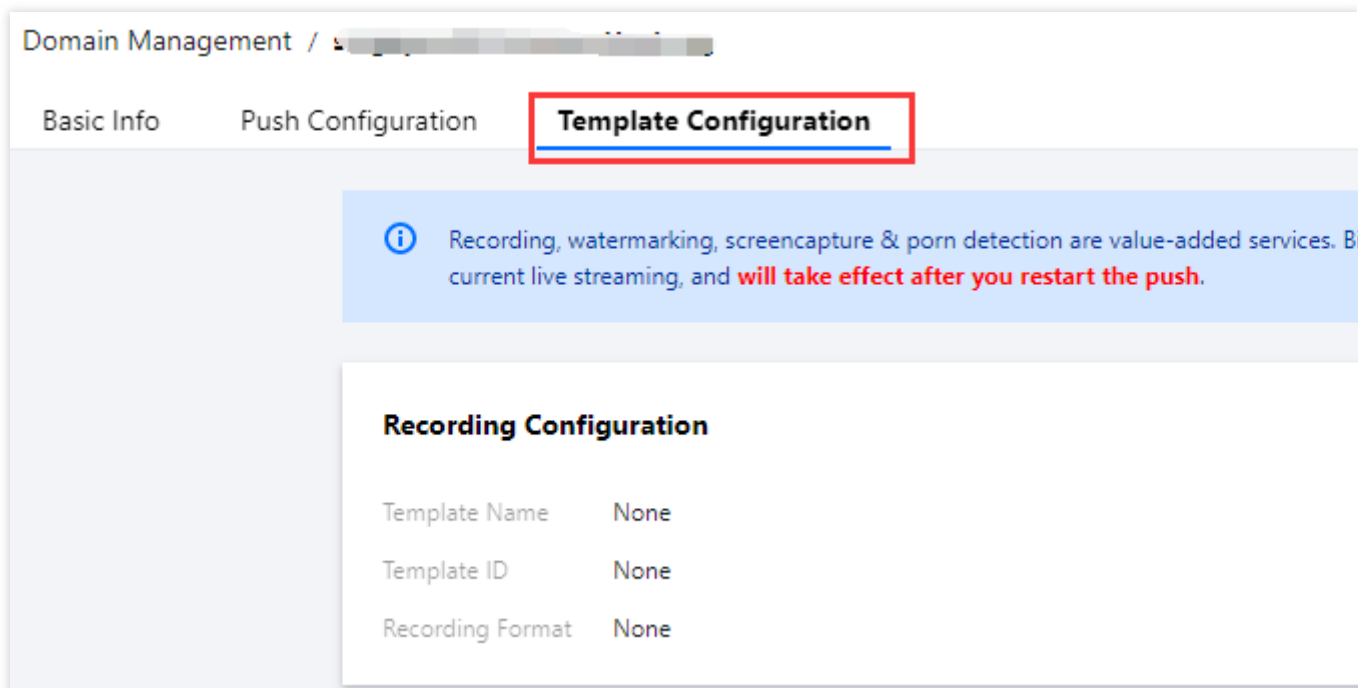 Domain Management /
Basic Info Push Configuration Template Configuration
Recording, watermarking, screencapture & porn detection are value-added services.
current live streaming, and will take effect after you restart the push.
Recording Configuration
Template Name None
Template ID None
Recording Format None